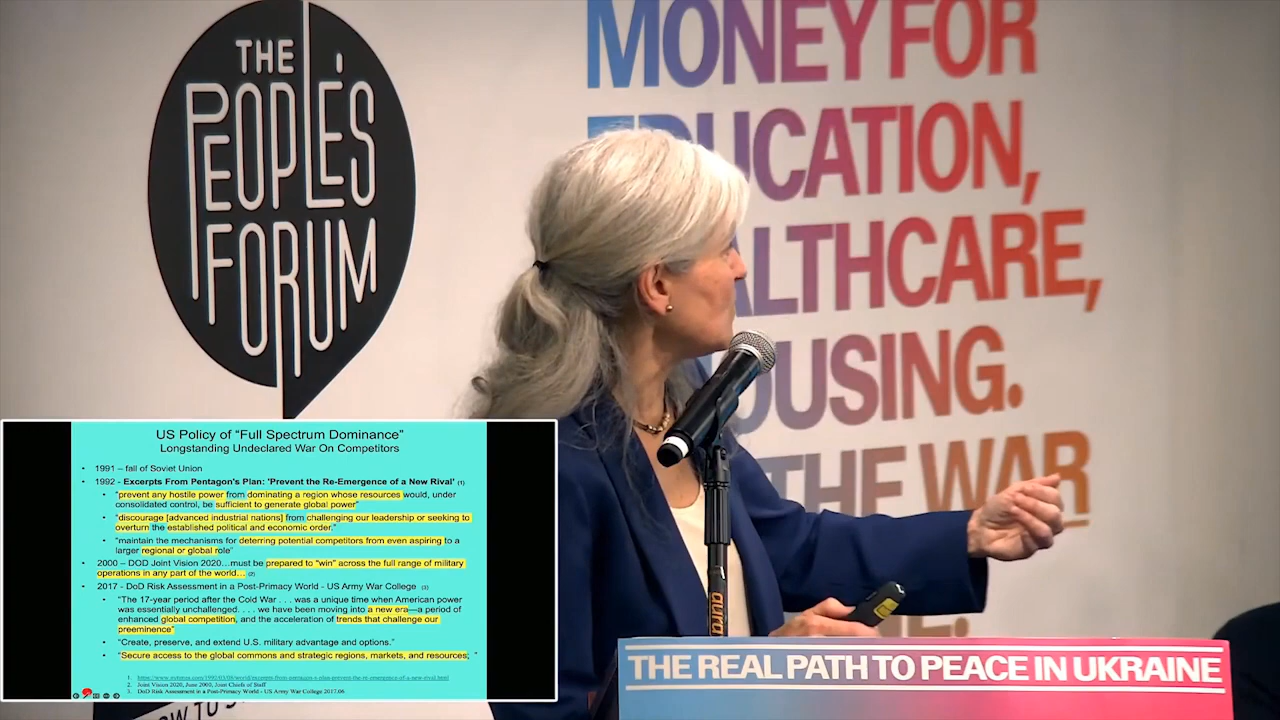 THE
PEOPLE'S
FORUM
MONEY FOR
EDUCATION,
HEALTHCARE,
HOUSING.
THE WAR
THE REAL PATH TO PEACE IN UKRAINE
US Policy of “Full Spectrum Dominance”
Longstanding Undeclared War On Competitors
• 1991 – fall of Soviet Union
• 1992 - Excerpts From Pentagon's Plan: 'Prevent the Re-Emergence of a New Rival' (1)
• “prevent any hostile power from dominating a region whose resources would, under
consolidated control, be sufficient to generate global power”
• “discourage [advanced industrial nations] from challenging our leadership or seeking to
overturn the established political and economic order.”
• “maintain the mechanisms for deterring potential competitors from even aspiring to a
larger regional or global role”
• 2000 – DOD Joint Vision 2020…must be prepared to “win” across the full range of military
operations in any part of the world… (2)
• 2017 - DoD Risk Assessment in a Post-Primacy World - US Army War College (3)
• “The 17-year period after the Cold War . . . . was a unique time when American power
was essentially unchallenged. . . . we have been moving into a new era—a period of
enhanced global competition, and the acceleration of trends that challenge our
preeminence”
• “Create, preserve, and extend U.S. military advantage and options.”
• “Secure access to the global commons and strategic regions, markets, and resources; ”
2. Joint Vision 2020, June 2000, Joint Chiefs of Staff
3. DoD Risk Assessment in a Post-Primacy World - US Army War College 2017.06